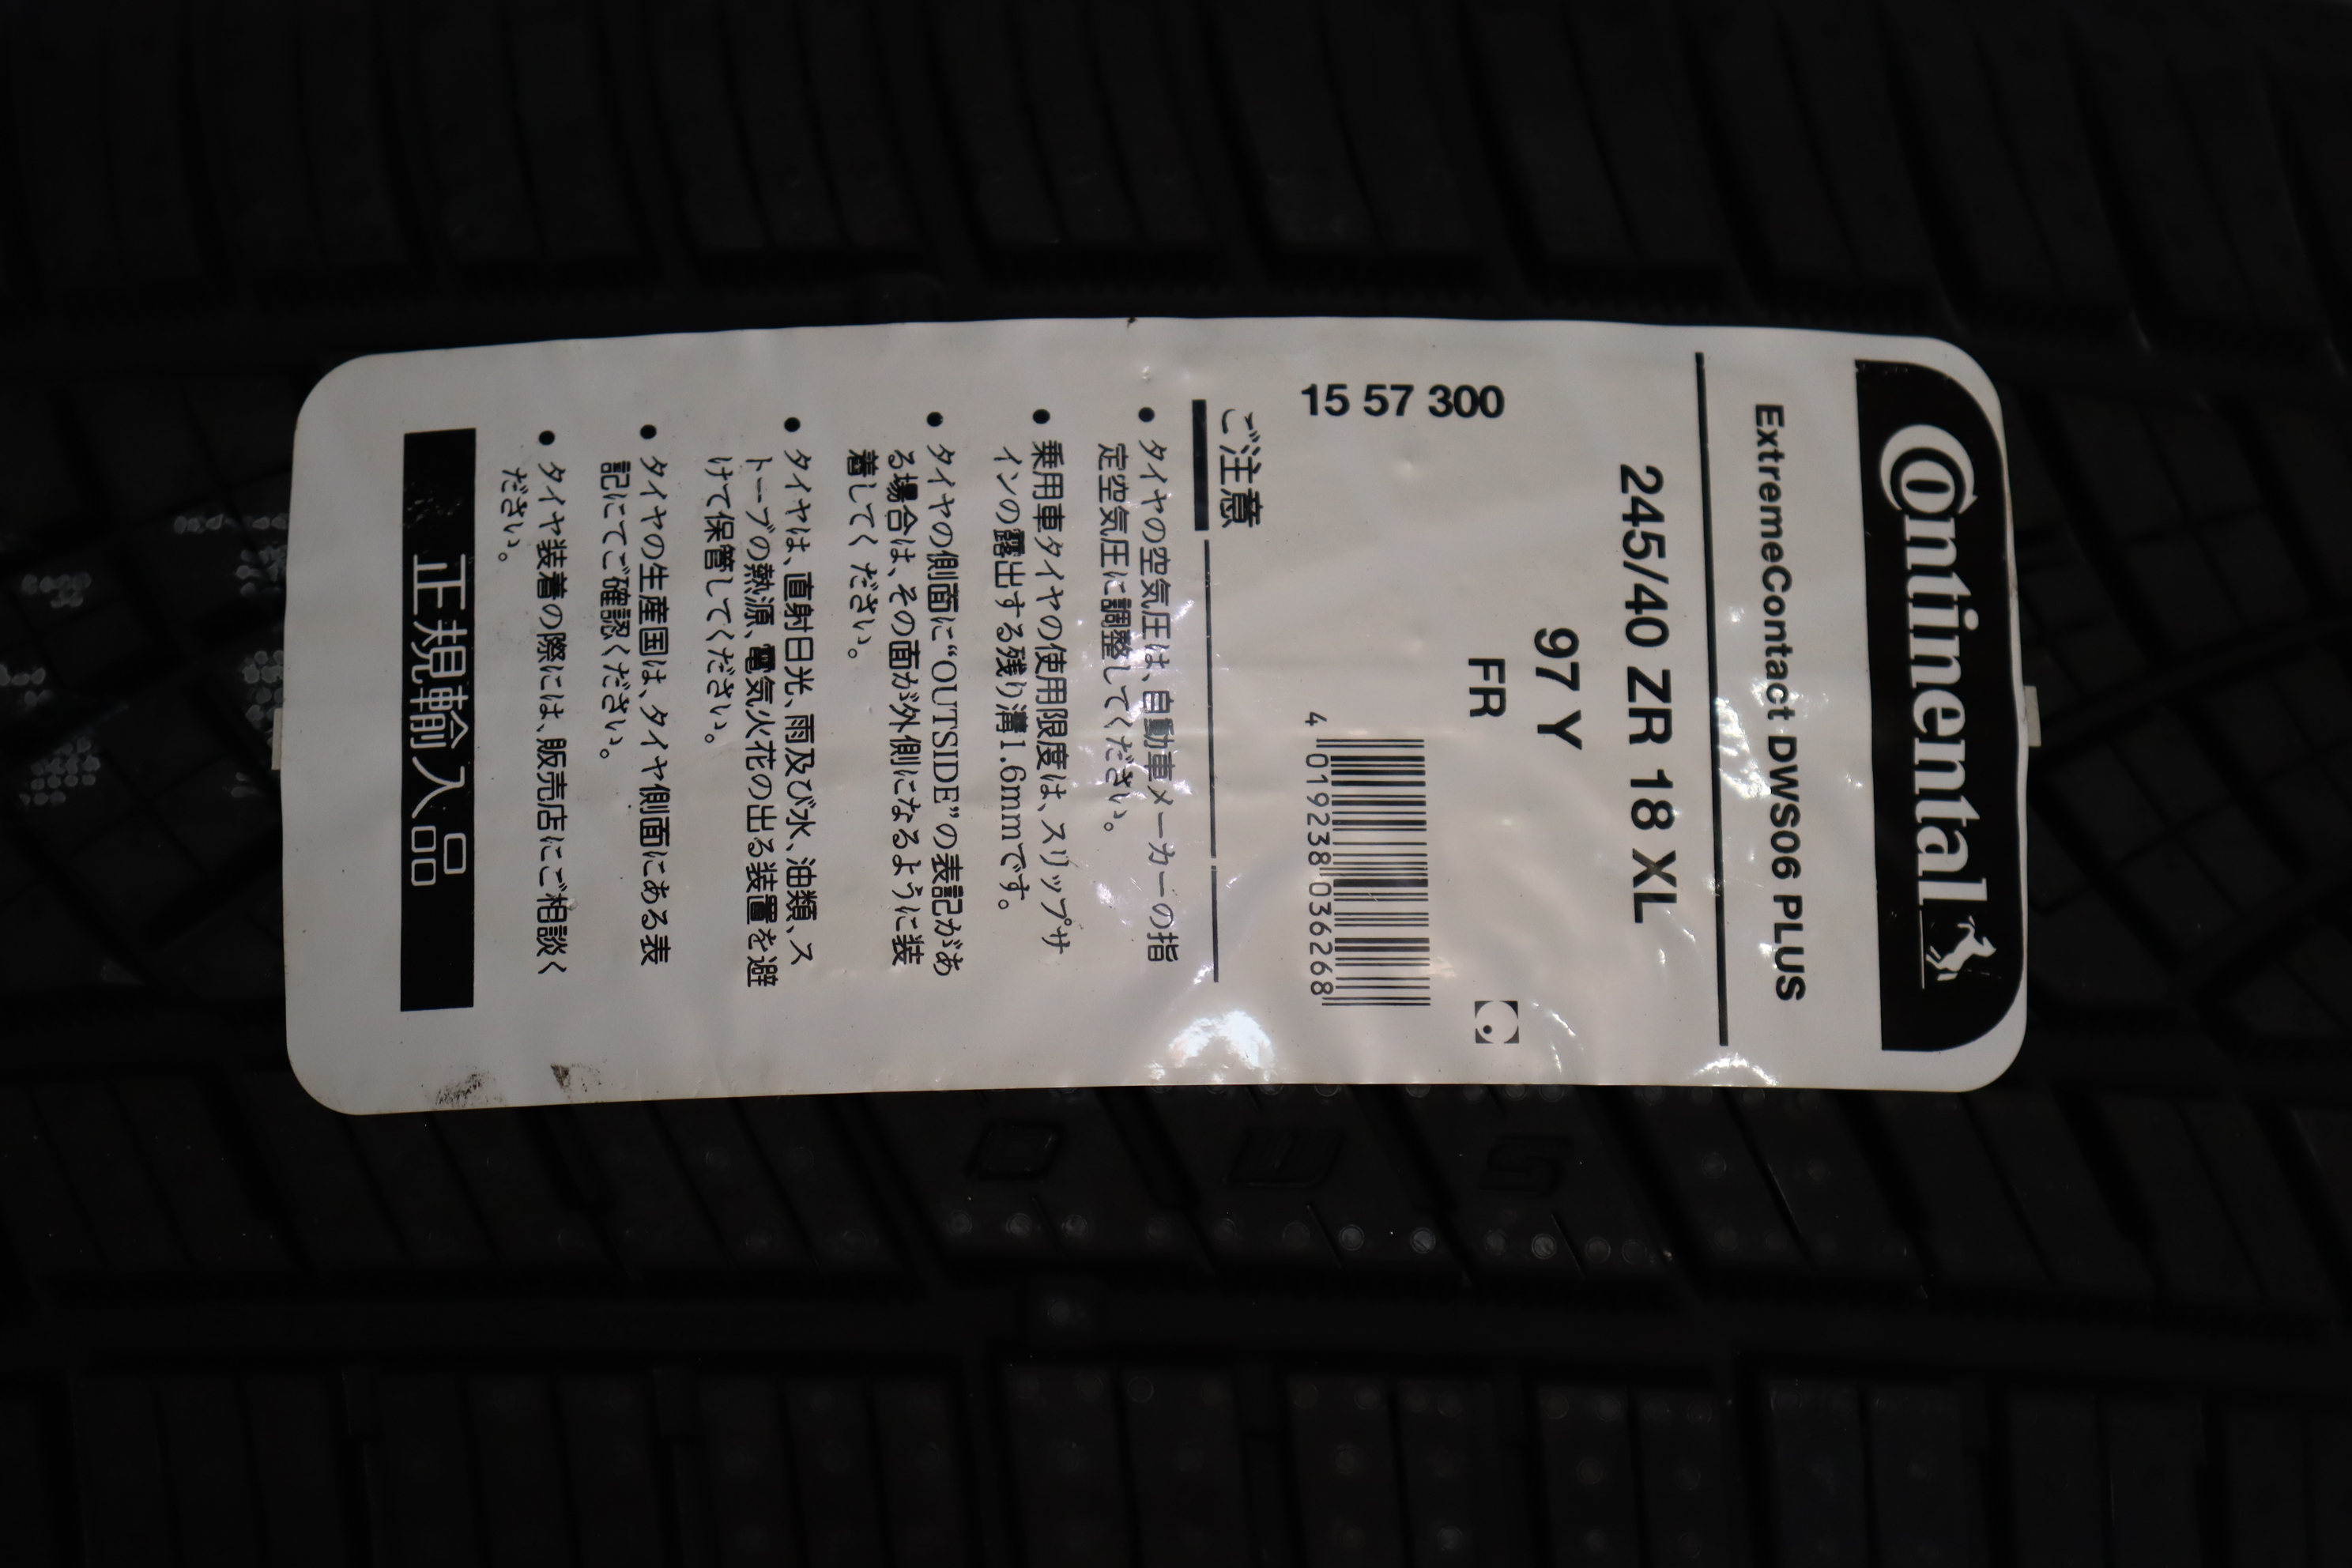 Continental
ExtremeContact DWS06 PLUS
245/40 ZR 18 XL
97 Y
FR
15 57 300
4 019238 036268
ご注意
● タイヤの空気圧は、自動車メーカーの指
定空気圧に調整してください。
● 乗用車タイヤの使用限度は、スリップサ
インの露出する残り溝1.6mmです。
● タイヤの側面に“OUTSIDE”の表記があ
る場合は、その面が外側になるように装
着してください。
● タイヤは、直射日光、雨及び水、油類、ス
トーブの熱源、電気火花の出る装置を避
けて保管してください。
● タイヤの生産国は、タイヤ側面にある表
記にてご確認ください。
● タイヤ装着の際には、販売店にご相談く
ださい。
正規輸入品
D W S